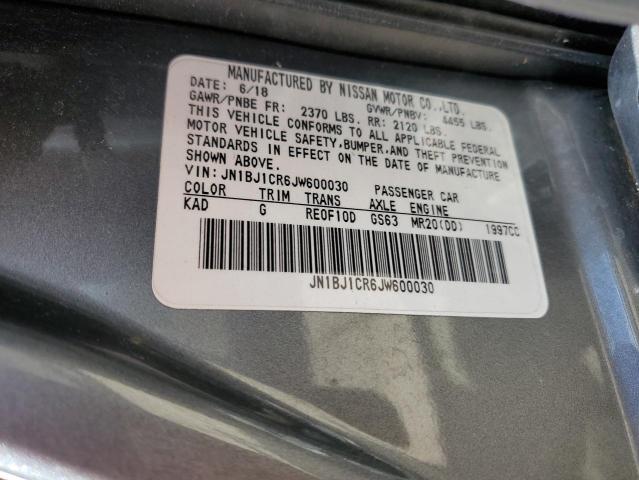 MANUFACTURED BY NISSAN MOTOR CO.,LTD.
DATE: 6/18 GVWR/PNBV: 4455 LBS.
GAWR/PNBE FR: 2370 LBS. RR: 2120 LBS.
THIS VEHICLE CONFORMS TO ALL APPLICABLE FEDERAL
MOTOR VEHICLE SAFETY,BUMPER,AND THEFT PREVENTION
STANDARDS IN EFFECT ON THE DATE OF MANUFACTURE
SHOWN ABOVE.
VIN: JN1BJ1CR6JW600030 PASSENGER CAR
COLOR TRIM TRANS AXLE ENGINE
KAD G REOF10D GS63 MR20(DD) 1997CC
JN1BJ1CR6JW600030